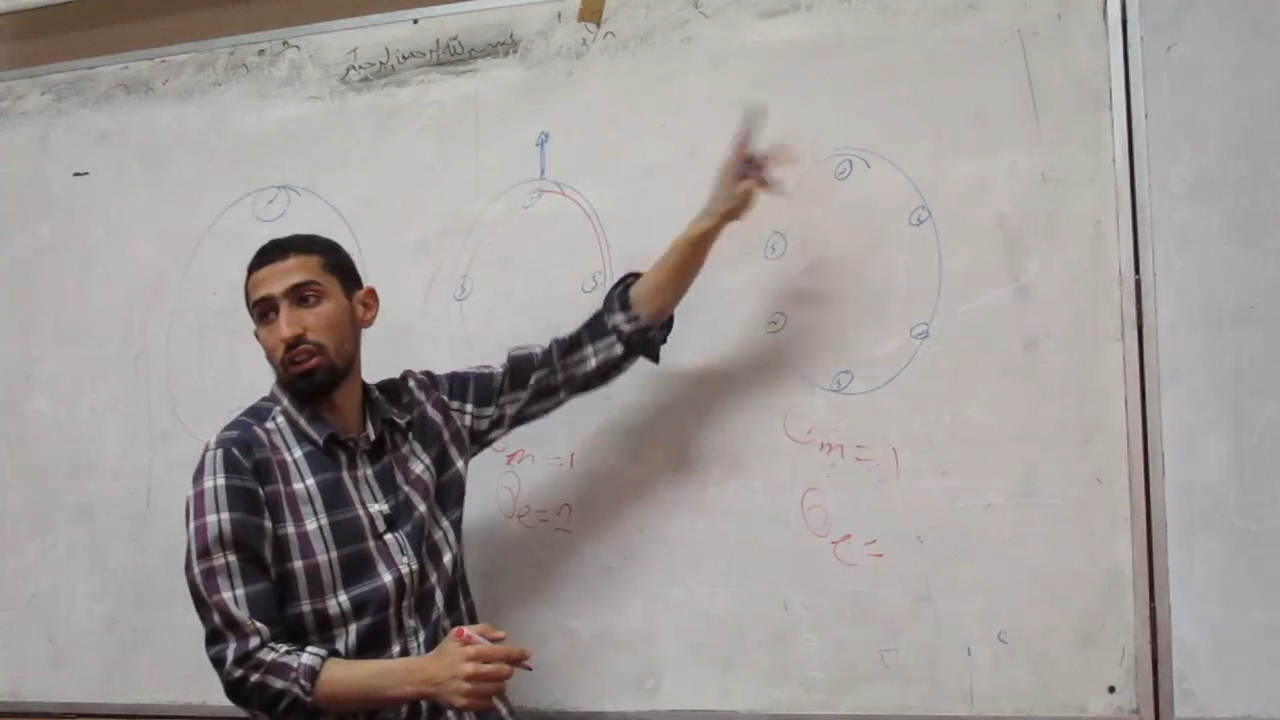 بسم الله الرحمن الرحيم
N
N
S
S
N
S
N
S
N
S
m = 1
θe = 2
θm = 1
θe =